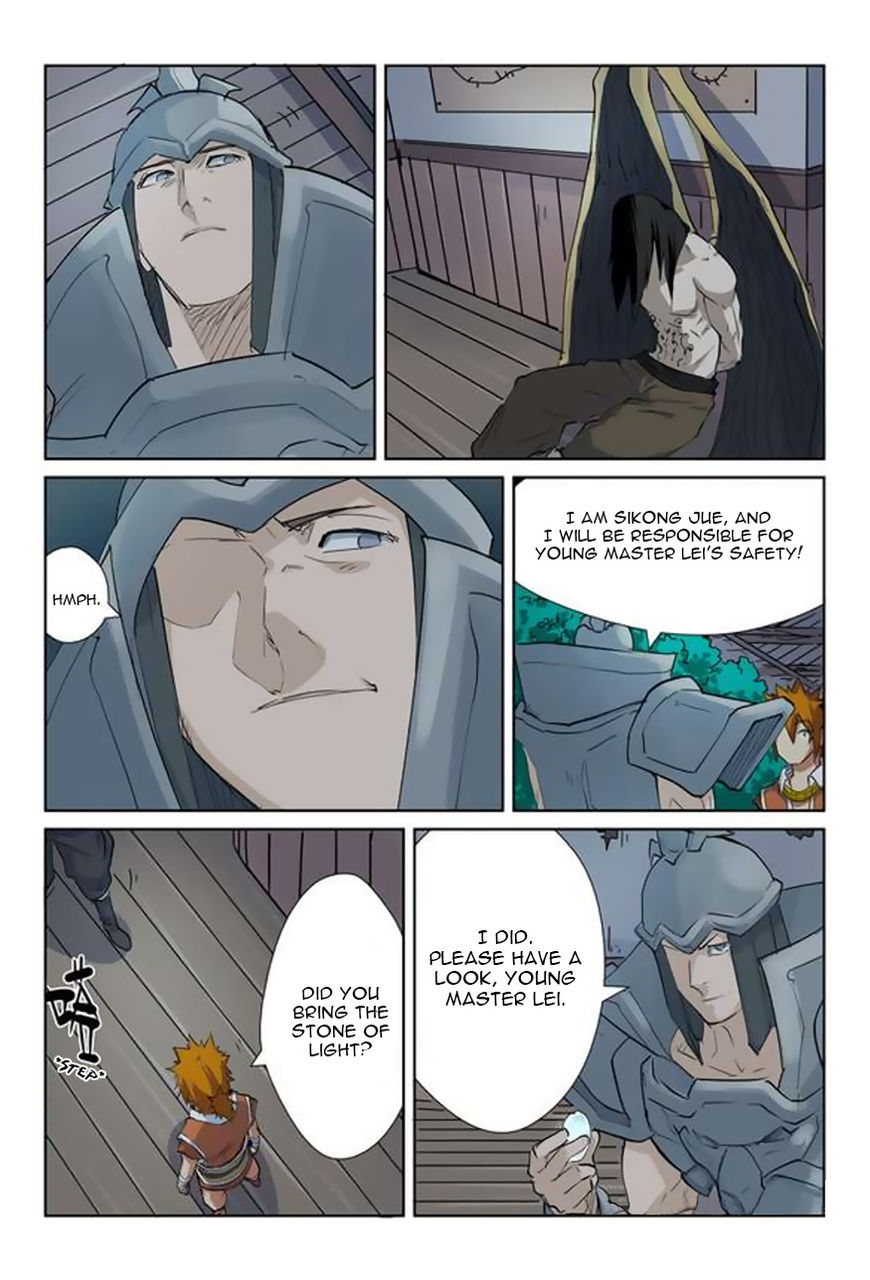 HMPH.
I AM SIKONG JUE, AND
I WILL BE RESPONSIBLE FOR
YOUNG MASTER LEI'S SAFETY!
DID YOU
BRING THE
STONE OF
LIGHT?
*STEP*
I DID.
PLEASE HAVE A
LOOK, YOUNG
MASTER LEI.